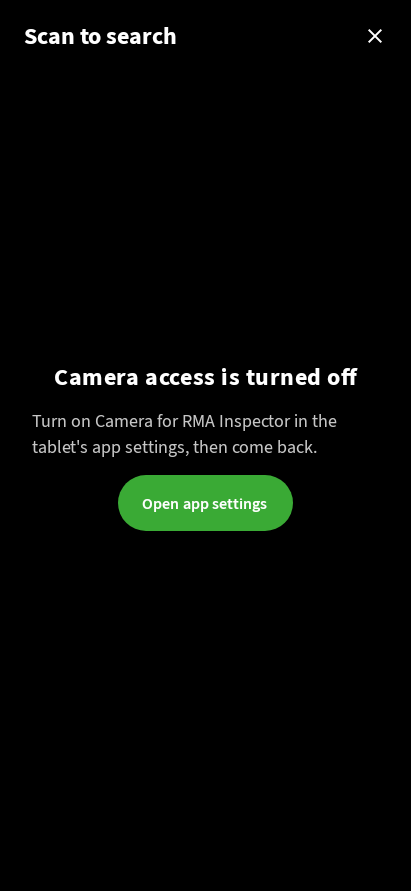 Scan to search
Camera access is turned off
Turn on Camera for RMA Inspector in the
tablet's app settings, then come back.
Open app settings